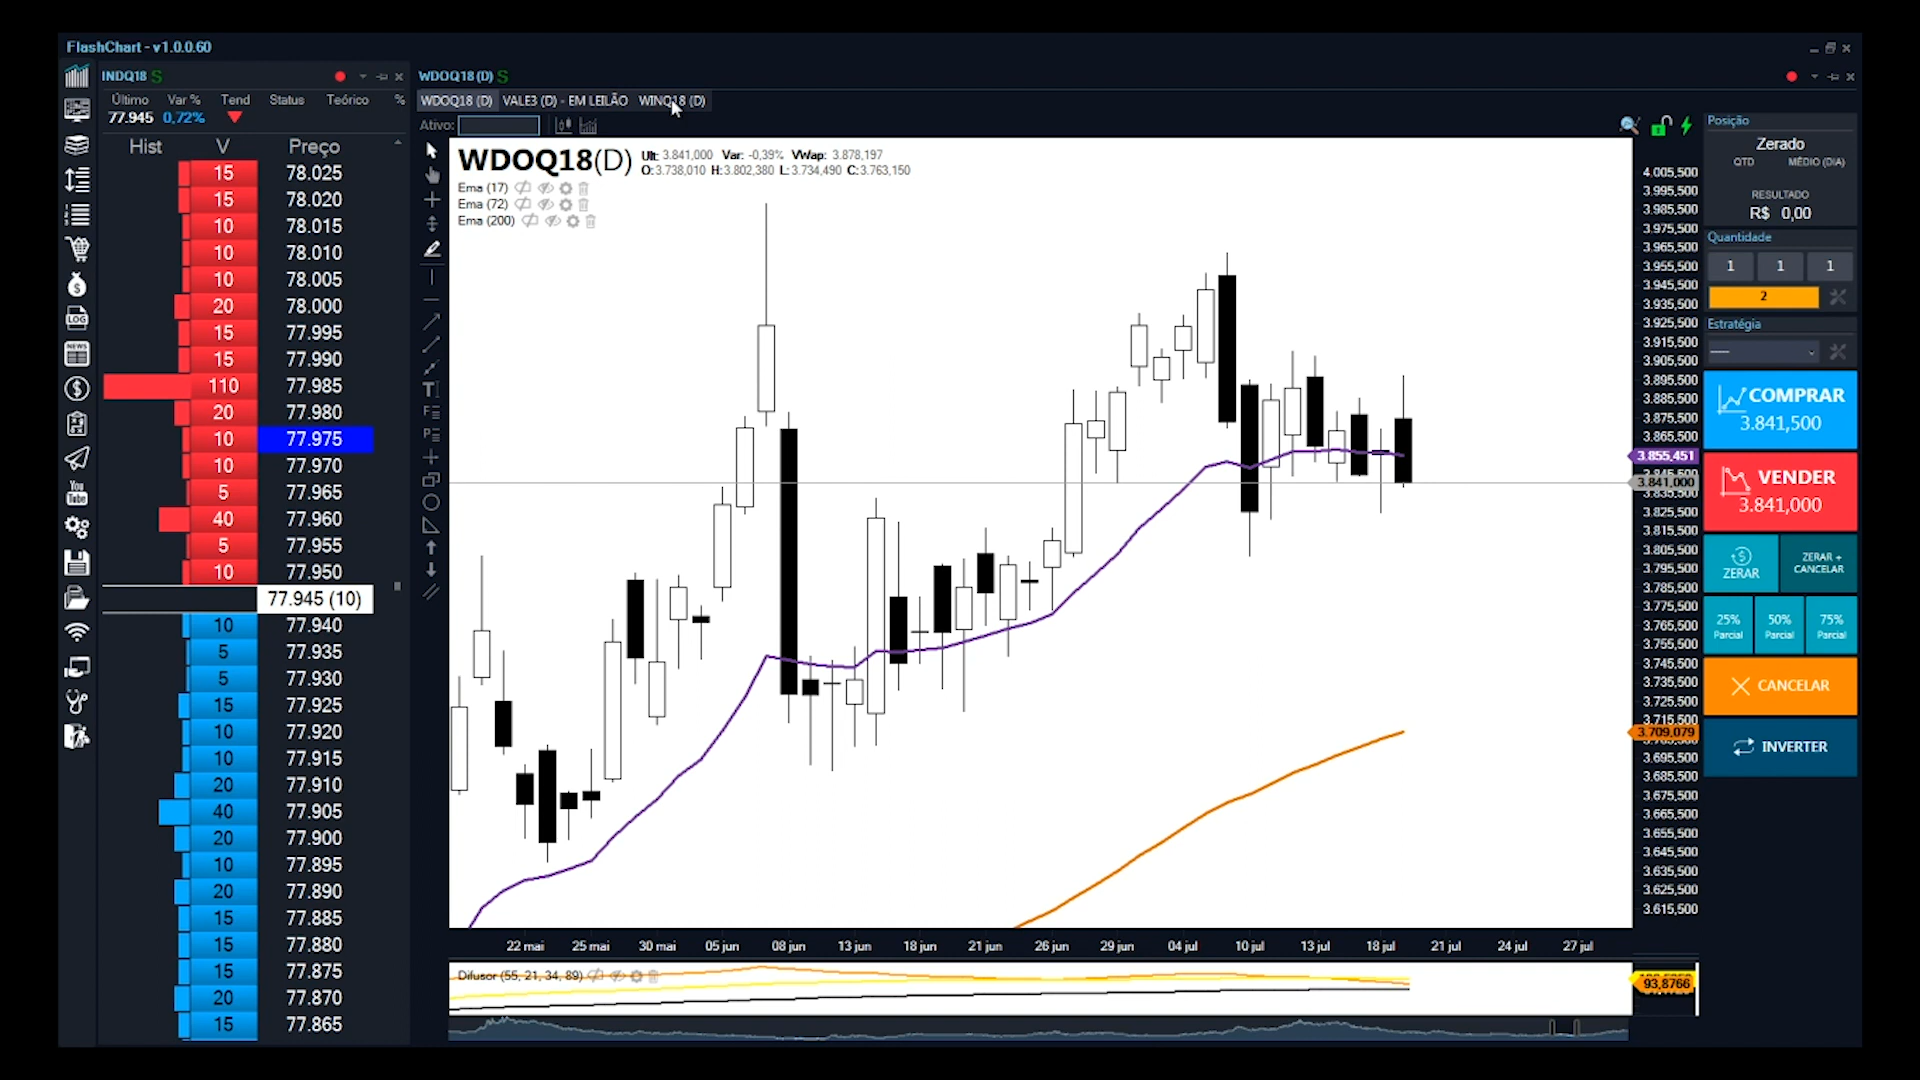 FlashChart - v1.0.0.60
INDQ18 S
Último Var % Tend Status Teórico %
77.945 0,72%
Hist V Preço
15 78.025
15 78.020
10 78.015
10 78.010
10 78.005
20 78.000
15 77.995
15 77.990
110 77.985
20 77.980
10 77.975
10 77.970
5 77.965
40 77.960
5 77.955
10 77.950
77.945 (10)
10 77.940
5 77.935
5 77.930
15 77.925
10 77.920
10 77.915
20 77.910
40 77.905
20 77.900
10 77.895
20 77.890
15 77.885
15 77.880
15 77.875
20 77.870
15 77.865
LOG
NEWS
You
Tube
WDOQ18 (D) S
WDOQ18 (D) VALE3 (D) - EM LEILÃO WINQ18 (D)
Ativo:
WDOQ18(D)
Ult: 3.841,000 Var: -0,39% VWap: 3.878,197
O:3.738,010 H:3.802,380 L:3.734,490 C:3.763,150
Ema (17)
Ema (72)
Ema (200)
4.005,500
3.995,500
3.985,500
3.975,500
3.965,500
3.955,500
3.945,500
3.935,500
3.925,500
3.915,500
3.905,500
3.895,500
3.885,500
3.875,500
3.865,500
3.855,451
3.845,500
3.841,000
3.835,500
3.825,500
3.815,500
3.805,500
3.795,500
3.785,500
3.775,500
3.765,500
3.755,500
3.745,500
3.735,500
3.725,500
3.715,500
3.709,079
3.695,500
3.685,500
3.675,500
3.665,500
3.655,500
3.645,500
3.635,500
3.625,500
3.615,500
22 mai 25 mai 30 mai 05 jun 08 jun 13 jun 18 jun 21 jun 26 jun 29 jun 04 jul 10 jul 13 jul 18 jul 21 jul 24 jul 27 jul
Difusor (55, 21, 34, 89)
93,8766
Posição
Zerado
QTD MÉDIO (DIA)
RESULTADO
R$ 0,00
Quantidade
1 1 1
2
Estratégia
COMPRAR
3.841,500
VENDER
3.841,000
ZERAR
ZERAR +
CANCELAR
25% 50% 75%
Parcial Parcial Parcial
CANCELAR
INVERTER